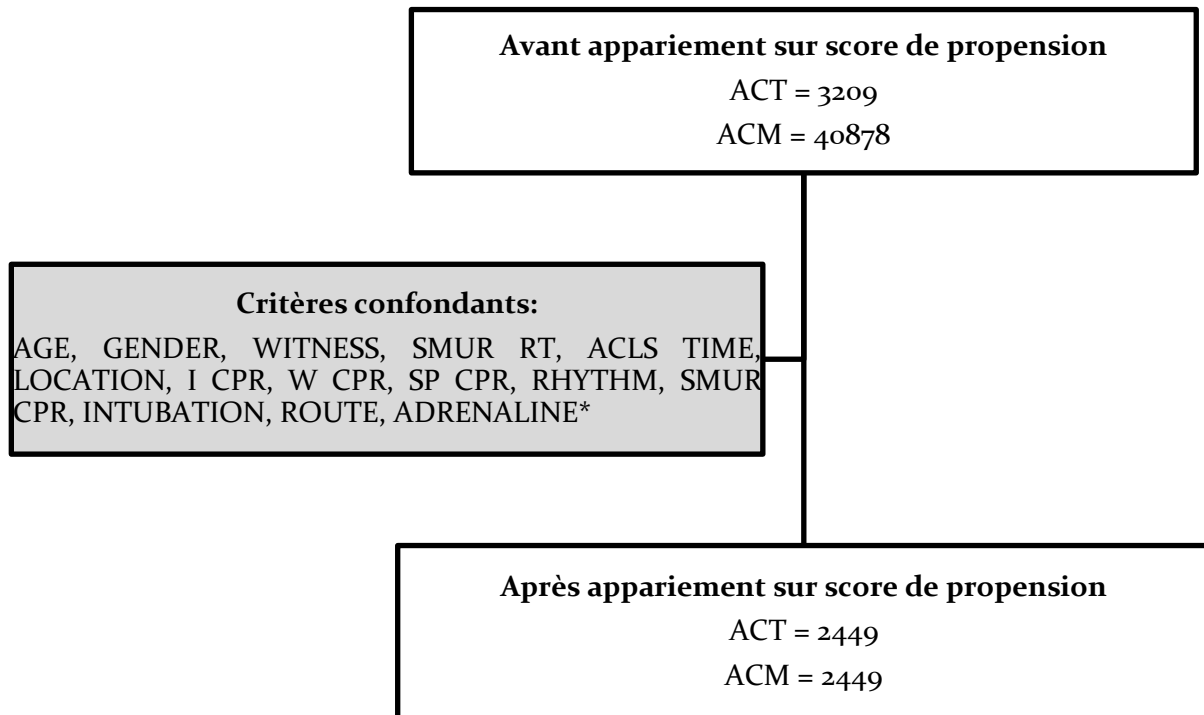 Avant appariement sur score de propension
ACT = 3209
ACM = 40878
Critères confondants:
AGE, GENDER, WITNESS, SMUR RT, ACLS TIME,
LOCATION, I CPR, W CPR, SP CPR, RHYTHM, SMUR
CPR, INTUBATION, ROUTE, ADRENALINE*
Après appariement sur score de propension
ACT = 2449
ACM = 2449